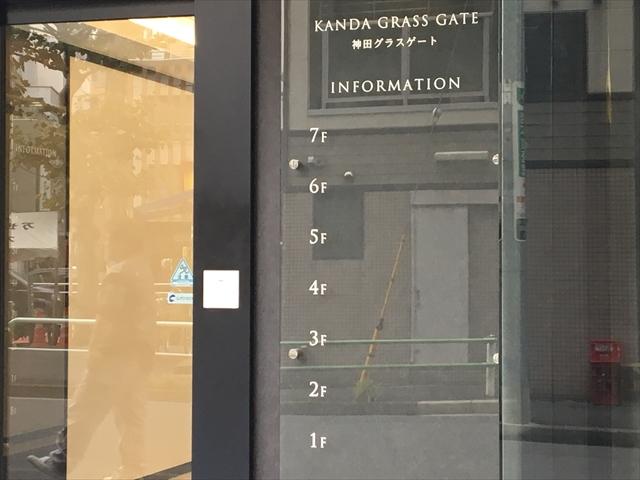 KANDA GRASS GATE
神田グラスゲート
INFORMATION
7F
6F
5F
4F
3F
2F
1F
INFORMATION